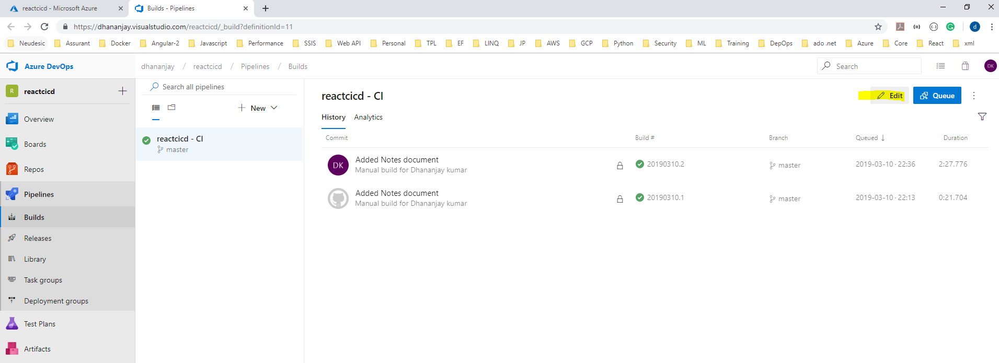 reactcicd - Microsoft Azure
Builds - Pipelines
https://dhananjay.visualstudio.com/reactcicd/_build?definitionId=11
d
Neudesic Assurant Docker Angular-2 Javascript Performance SSIS Web API Personal TPL EF LINQ JP AWS GCP Python Security ML Training DepOps ado .net Azure Core React xml
Azure DevOps
dhananjay / reactcicd / Pipelines / Builds
Search
DK
R reactcicd
Overview
Boards
Repos
Pipelines
Builds
Releases
Library
Task groups
Deployment groups
Test Plans
Artifacts
Search all pipelines
New
reactcicd - CI
master
reactcicd - CI
Edit
Queue
History Analytics
Commit Build # Branch Queued ↓ Duration
DK
Added Notes document
Manual build for Dhananjay kumar
20190310.2 master 2019-03-10 · 22:36 2:27.776
Added Notes document
Manual build for Dhananjay kumar
20190310.1 master 2019-03-10 · 22:13 0:21.704